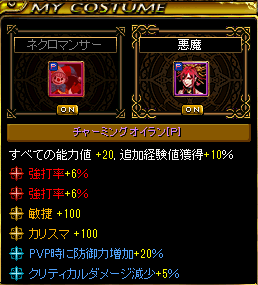 MY COSTUME
ネクロマンサー
悪魔
P
P
ON
ON
チャーミングオイラン[P]
すべての能力値 +20, 追加経験値獲得+10%
強打率+6%
強打率+6%
敏捷 +100
カリスマ +100
PVP時に防御力増加+20%
クリティカルダメージ減少+5%